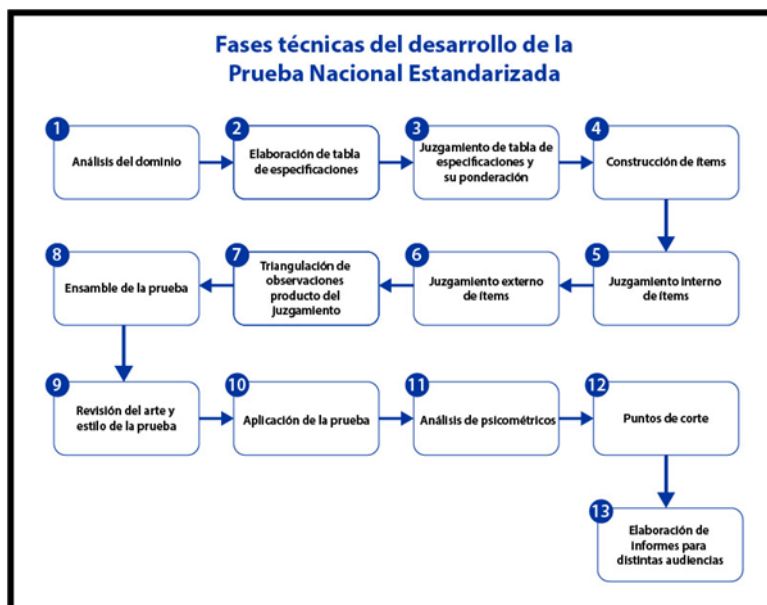 Fases técnicas del desarrollo de la
Prueba Nacional Estandarizada
1
Análisis del dominio
2
Elaboración de tabla
de especificaciones
3
Juzgamiento de tabla de
especificaciones y
su ponderación
4
Construcción de ítems
5
Juzgamiento interno
de ítems
6
Juzgamiento externo
de ítems
7
Triangulación de
observaciones
producto del
juzgamiento
8
Ensamble de la prueba
9
Revisión del arte y
estilo de la prueba
10
Aplicación de la prueba
11
Análisis de psicométricos
12
Puntos de corte
13
Elaboración de
informes para
distintas audiencias